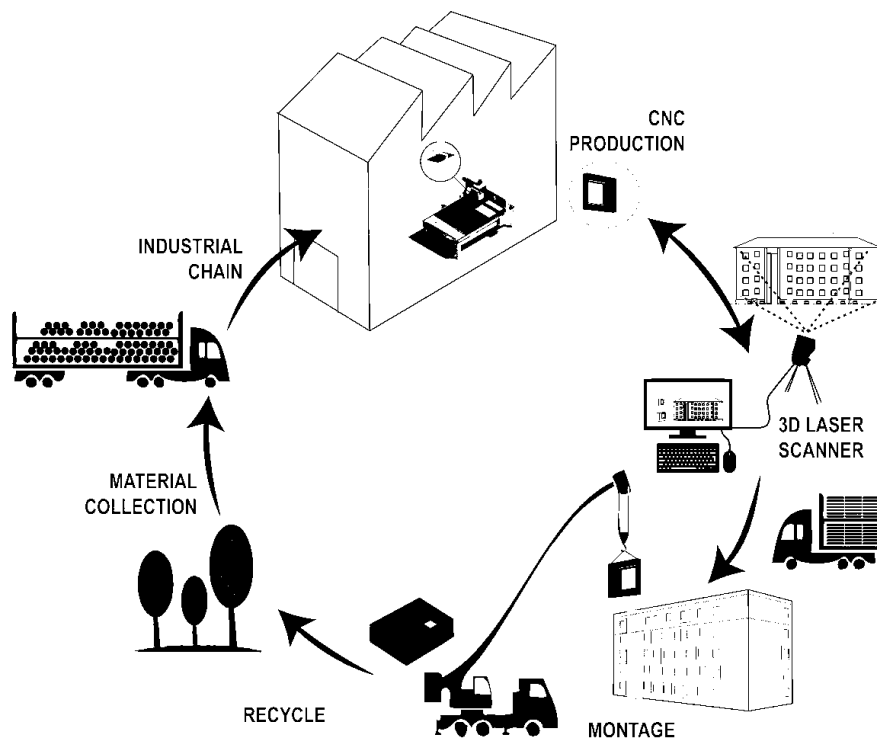 CNC
PRODUCTION
INDUSTRIAL
CHAIN
3D LASER
SCANNER
MATERIAL
COLLECTION
RECYCLE
MONTAGE